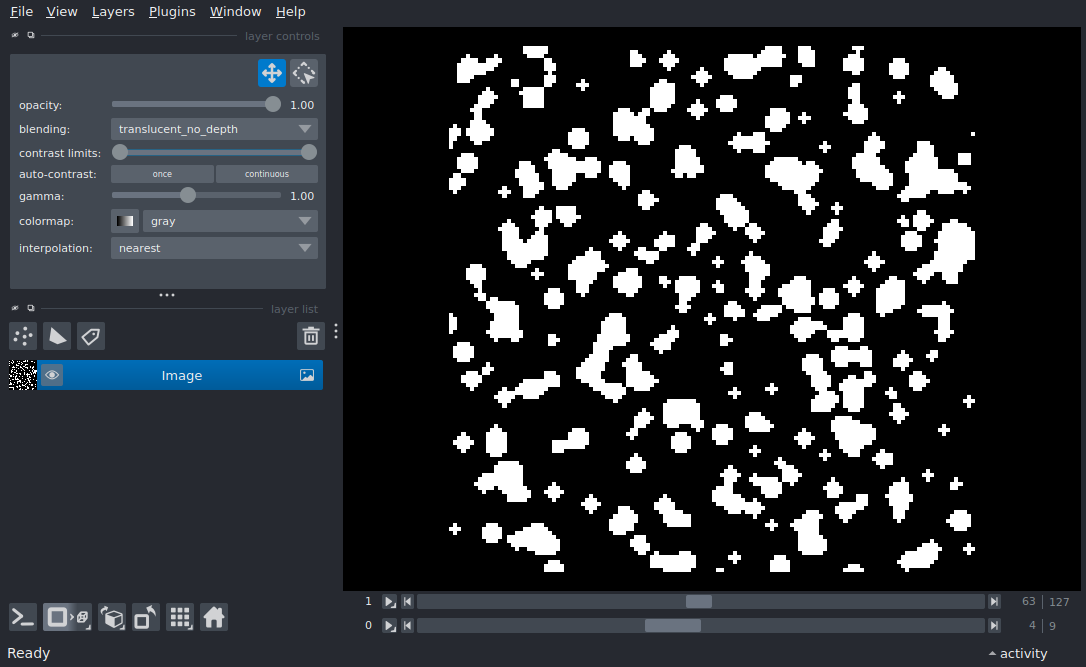 File View Layers Plugins Window Help
layer controls
opacity: 1.00
blending: translucent_no_depth
contrast limits:
auto-contrast: once continuous
gamma: 1.00
colormap: gray
interpolation: nearest
layer list
Image
1 63 127
0 4 9
Ready activity